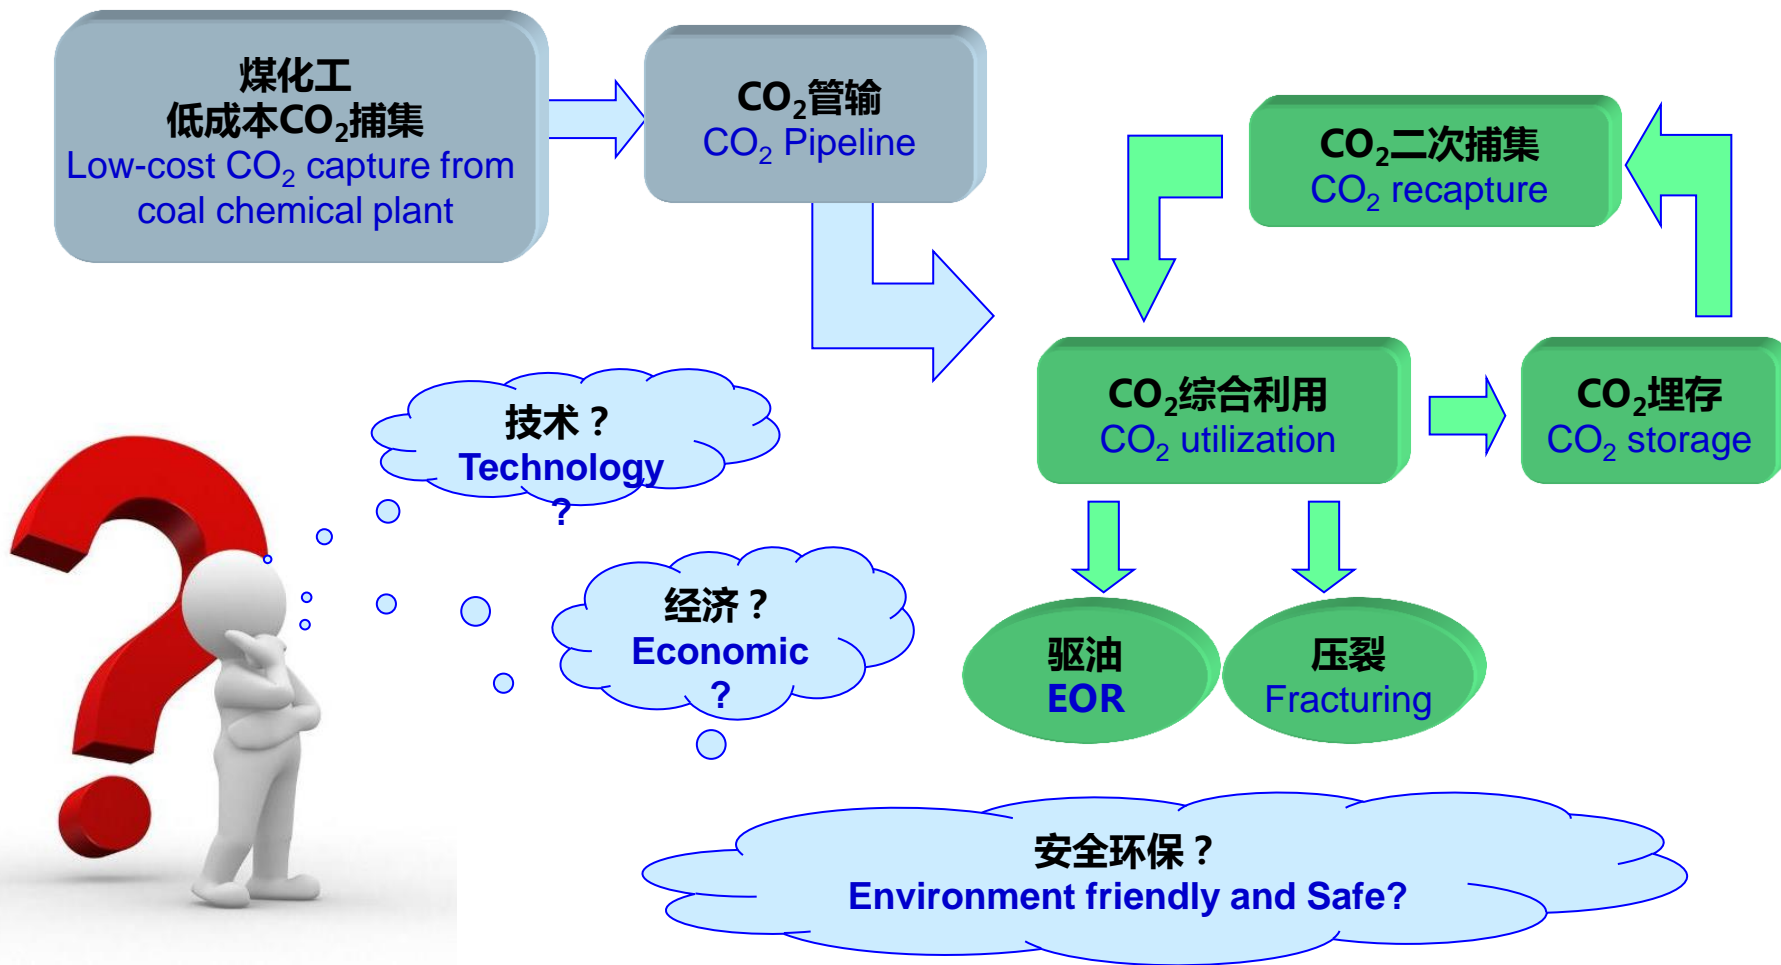 煤化工
低成本CO₂捕集
Low-cost CO₂ capture from
coal chemical plant
CO₂管输
CO₂ Pipeline
CO₂二次捕集
CO₂ recapture
CO₂综合利用
CO₂ utilization
CO₂埋存
CO₂ storage
技术？
Technology
?
经济？
Economic
?
驱油
EOR
压裂
Fracturing
安全环保？
Environment friendly and Safe?